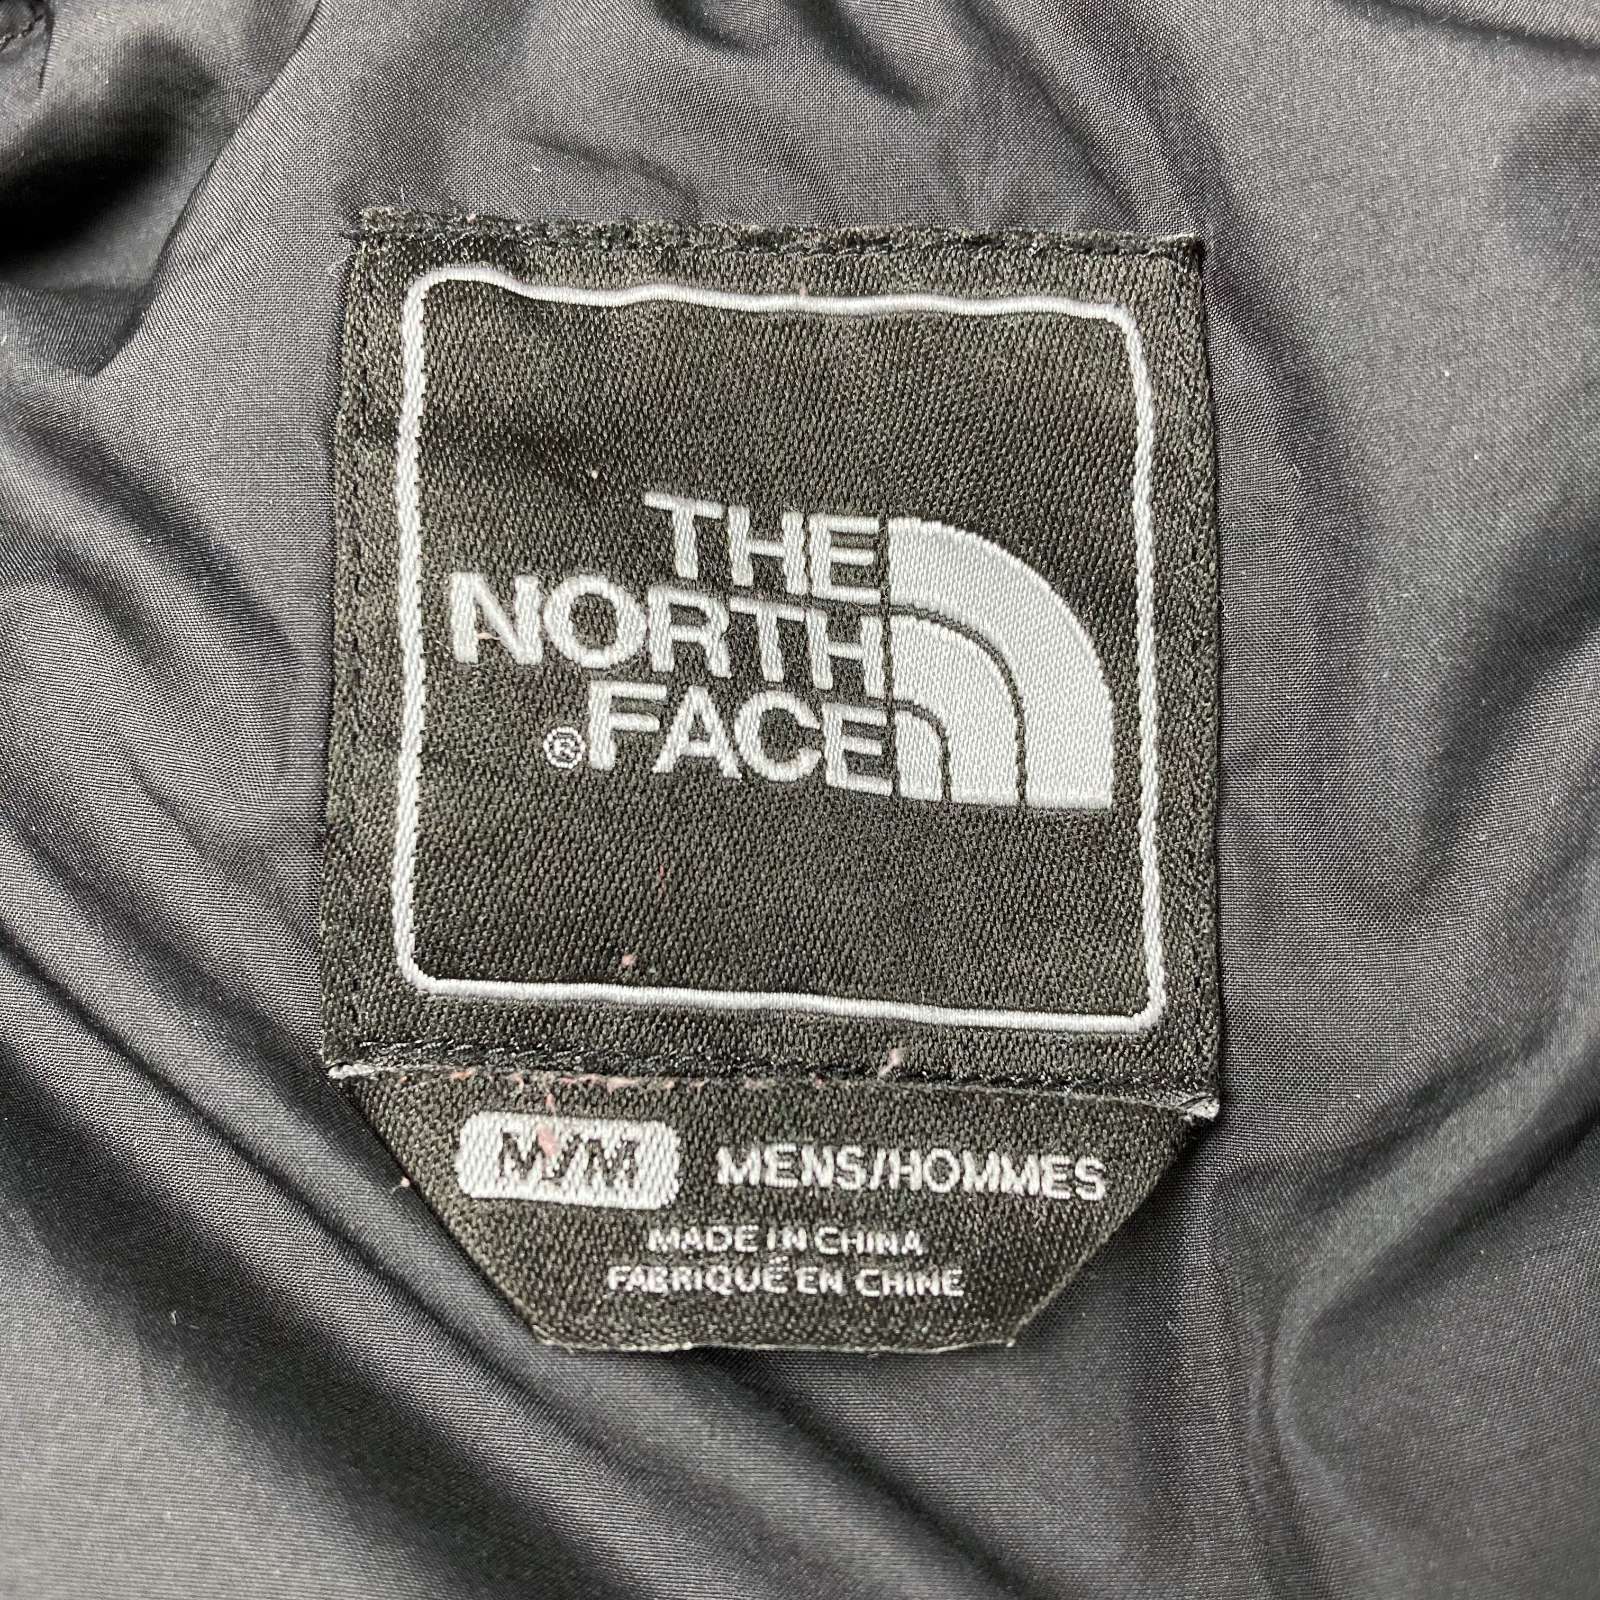 THE
NORTH
®FACE
M/M MENS/HOMMES
MADE IN CHINA
FABRIQUÉ EN CHINE